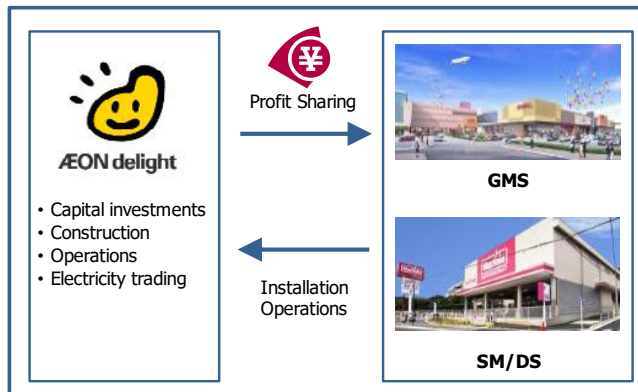 ÆON delight
• Capital investments
• Construction
• Operations
• Electricity trading
¥
Profit Sharing
Installation
Operations
GMS
SM/DS